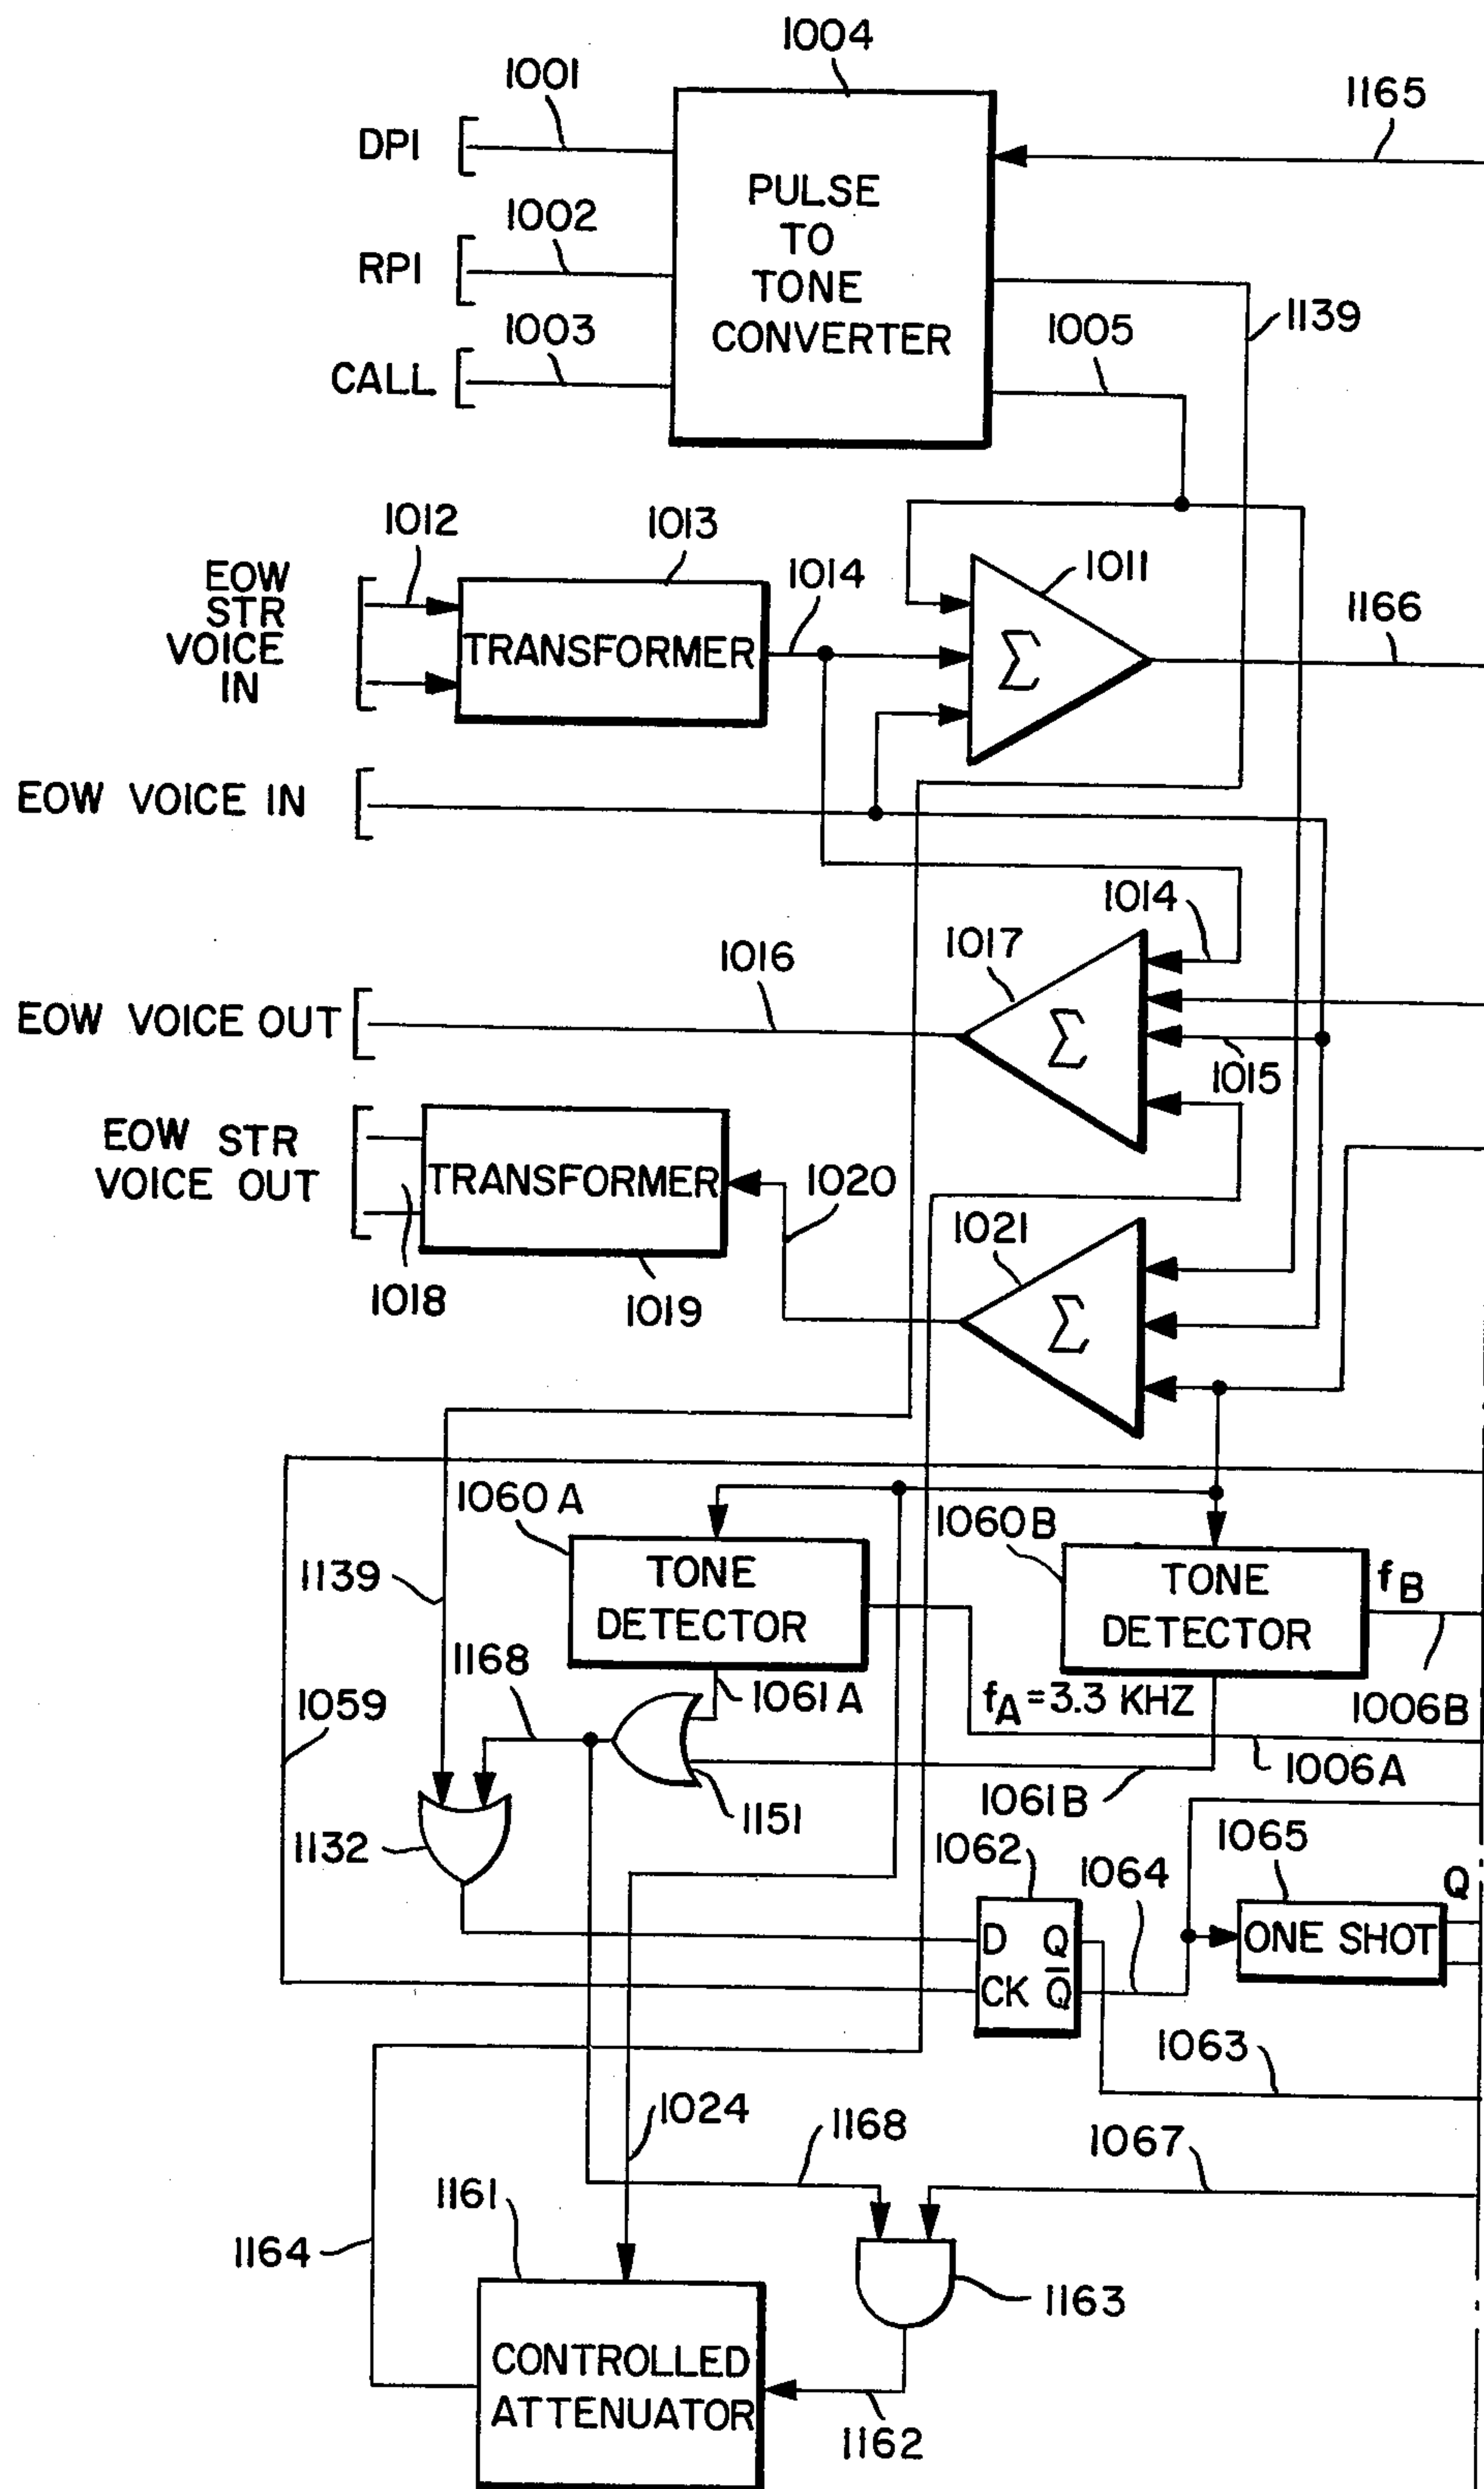 1004
1001
1165
DPI
PULSE
TO
TONE
CONVERTER
1002
RPI
1003
1005
1139
CALL
1012
1013
1014
1011
1166
EOW
STR
VOICE
IN
TRANSFORMER
Σ
EOW VOICE IN
1014
1017
1016
EOW VOICE OUT
Σ
1015
EOW STR
VOICE OUT
TRANSFORMER
1020
1021
1018
1019
Σ
1060A
1060B
1139
TONE
DETECTOR
TONE
DETECTOR
fB
1168
1061A
fA = 3.3 KHZ
1006B
1059
1006A
1061B
1151
1132
1062
1064
1065
Q
D Q
CK Q̅
ONE SHOT
1063
1024
1168
1067
1161
1164
1163
CONTROLLED
ATTENUATOR
1162